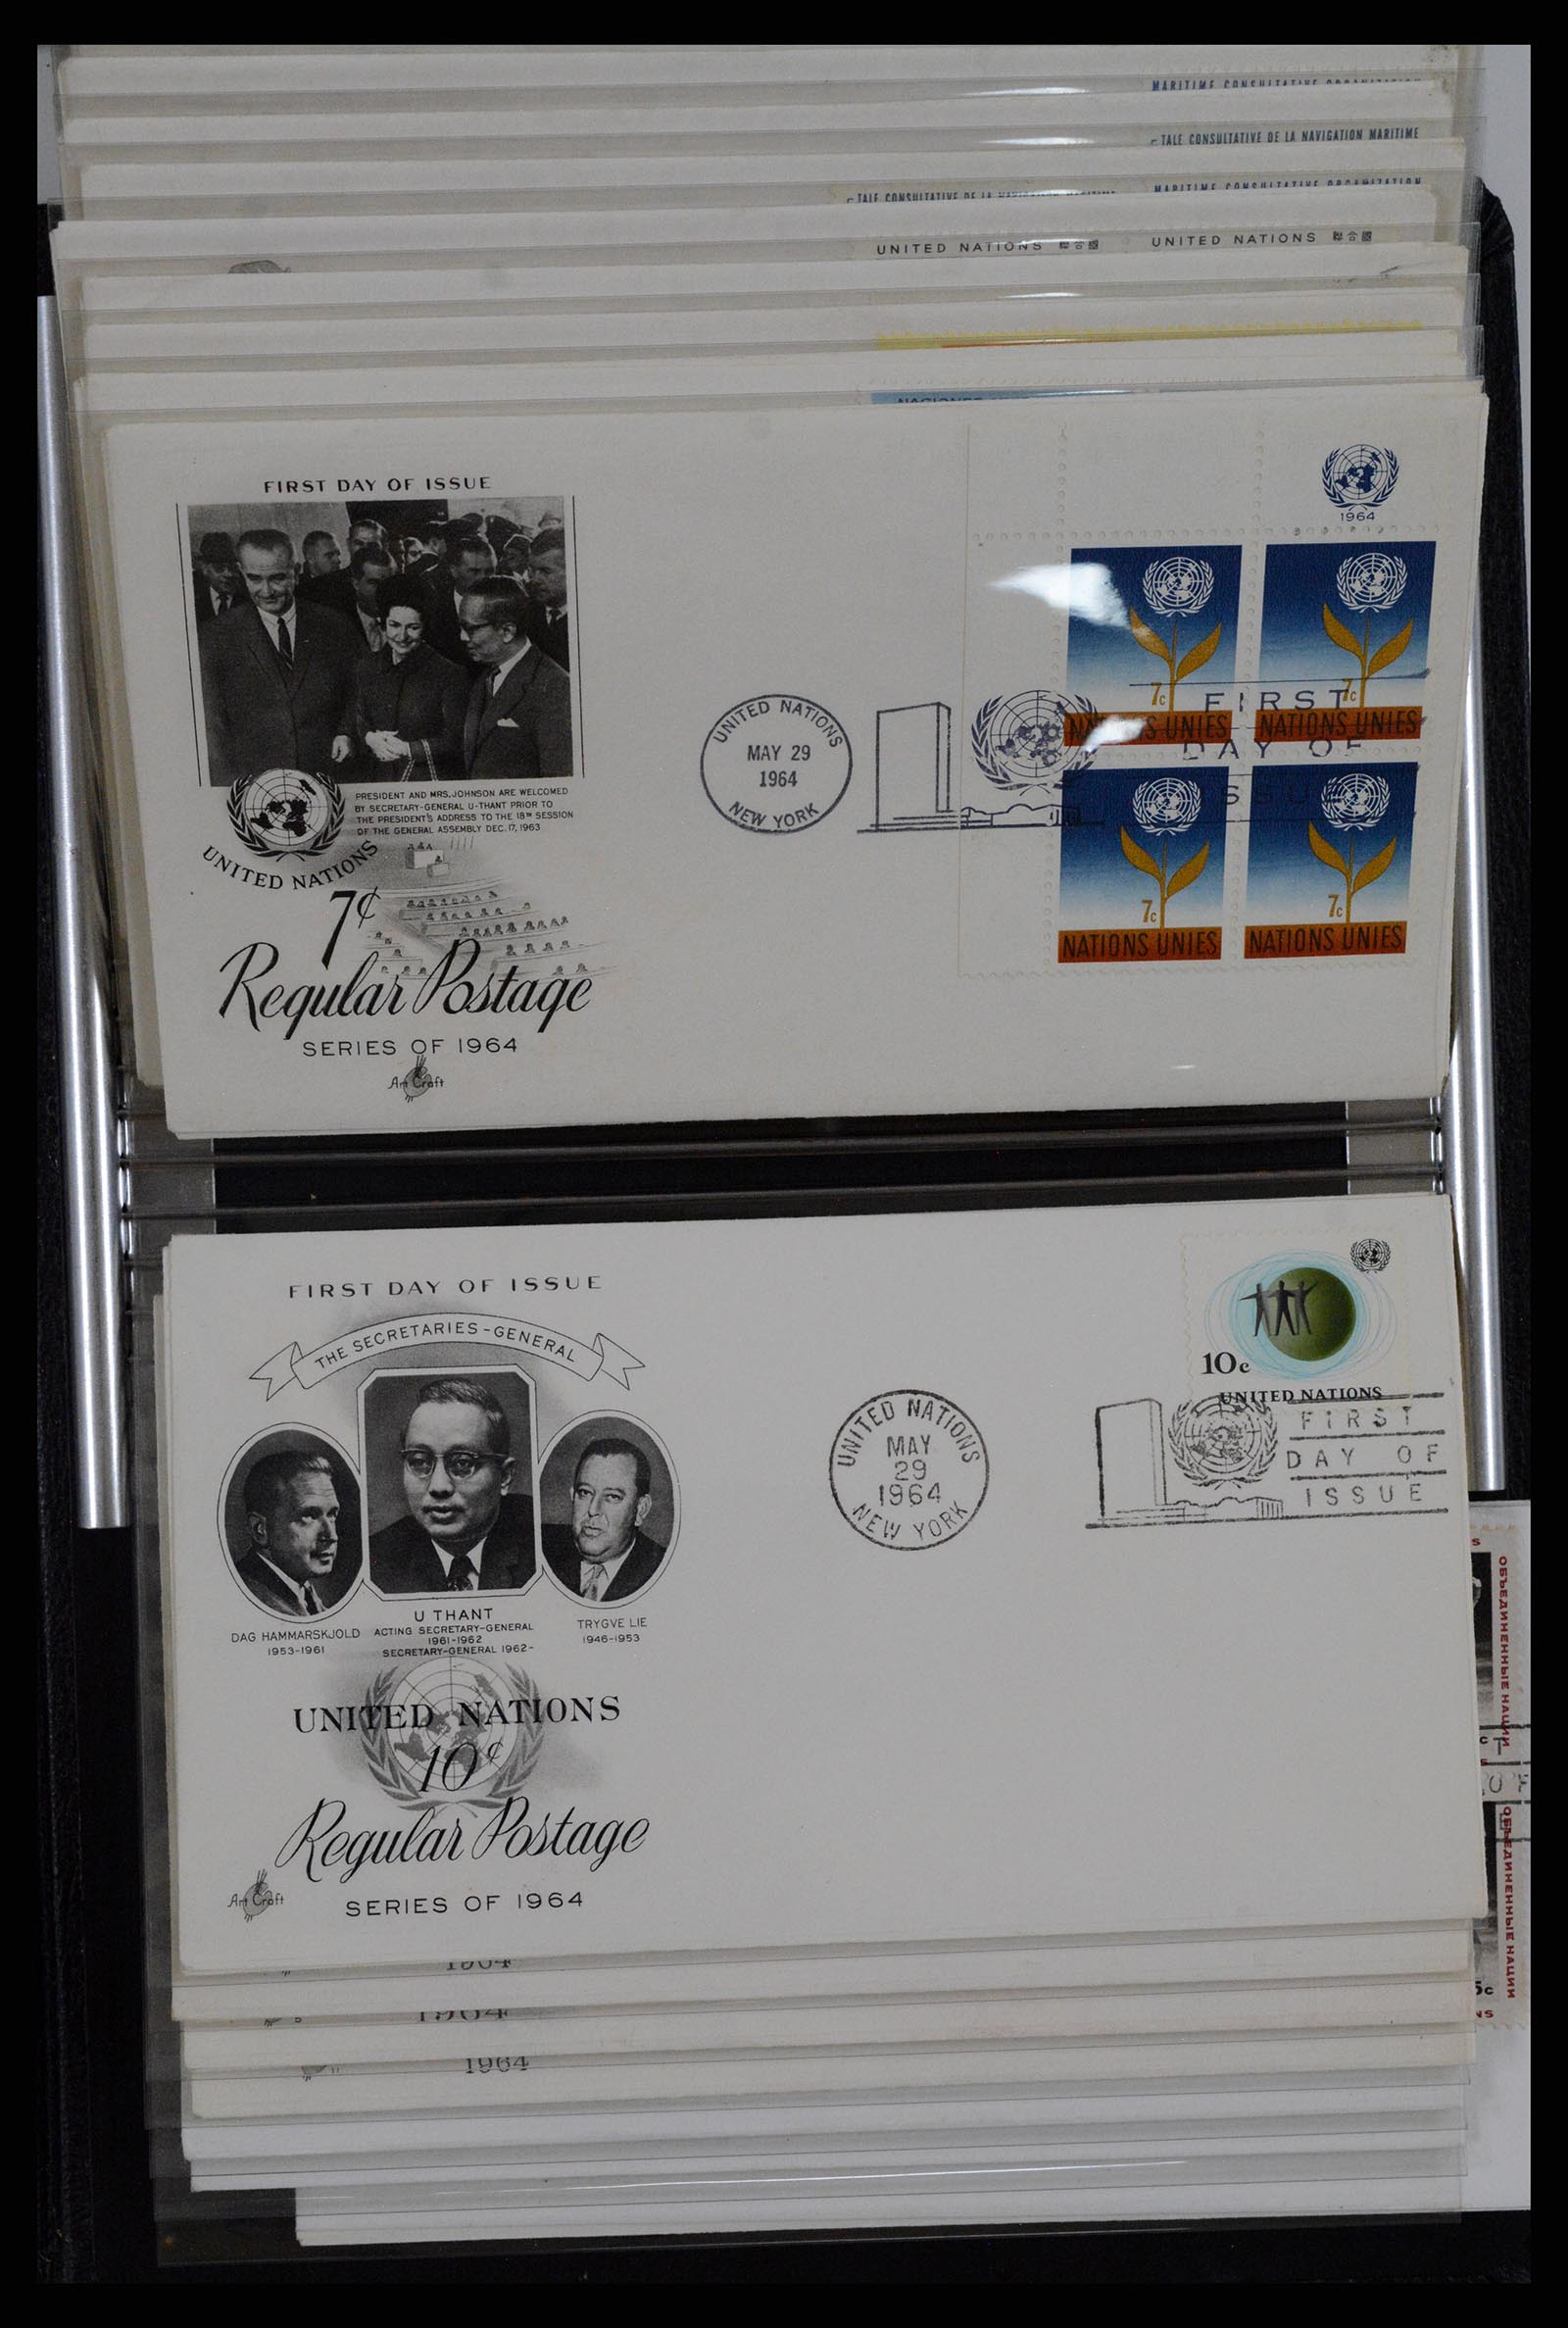 TALE CONSULTATIVE DE LA NAVIGATION MARITIME
MARITIME CONSULTATIVE ORGANIZATION
UNITED NATIONS 聯合國
UNITED NATIONS 聯合國
FIRST DAY OF ISSUE
PRESIDENT AND MRS. JOHNSON ARE WELCOMED
BY SECRETARY-GENERAL U-THANT PRIOR TO
THE PRESIDENT'S ADDRESS TO THE 18TH SESSION
OF THE GENERAL ASSEMBLY DEC. 17, 1963
UNITED NATIONS
7¢
Regular Postage
SERIES OF 1964
Art Craft
UNITED NATIONS
MAY 29
1964
NEW YORK
1964
7c
7c
NATIONS UNIES
NATIONS UNIES
FIRST
DAY OF
ISSUE
7c
7c
NATIONS UNIES
NATIONS UNIES
FIRST DAY OF ISSUE
THE SECRETARIES-GENERAL
DAG HAMMARSKJOLD
1953-1961
U THANT
ACTING SECRETARY-GENERAL
1961-1962
SECRETARY-GENERAL 1962-
TRYGVE LIE
1946-1953
UNITED NATIONS
10¢
Regular Postage
SERIES OF 1964
Art Craft
UNITED NATIONS
MAY
29
1964
NEW YORK
10c
UNITED NATIONS
FIRST
DAY OF
ISSUE
ОБЪЕДИНЕННЫЕ НАЦИИ
ОБЪЕДИНЕННЫЕ НАЦИИ
5c
NS
1964
1964
1964